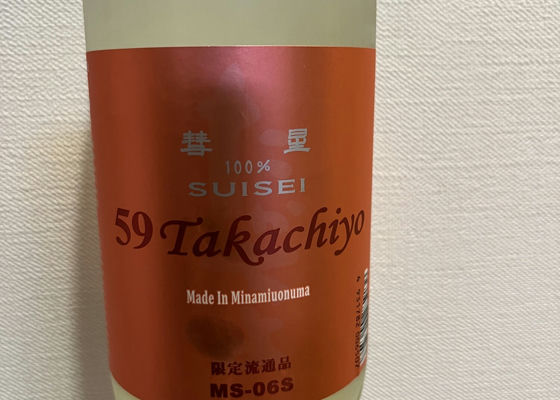 彗 星
100%
SUISEI
59 Takachiyo
Made In Minamiuonuma
限定流通品
MS-06S